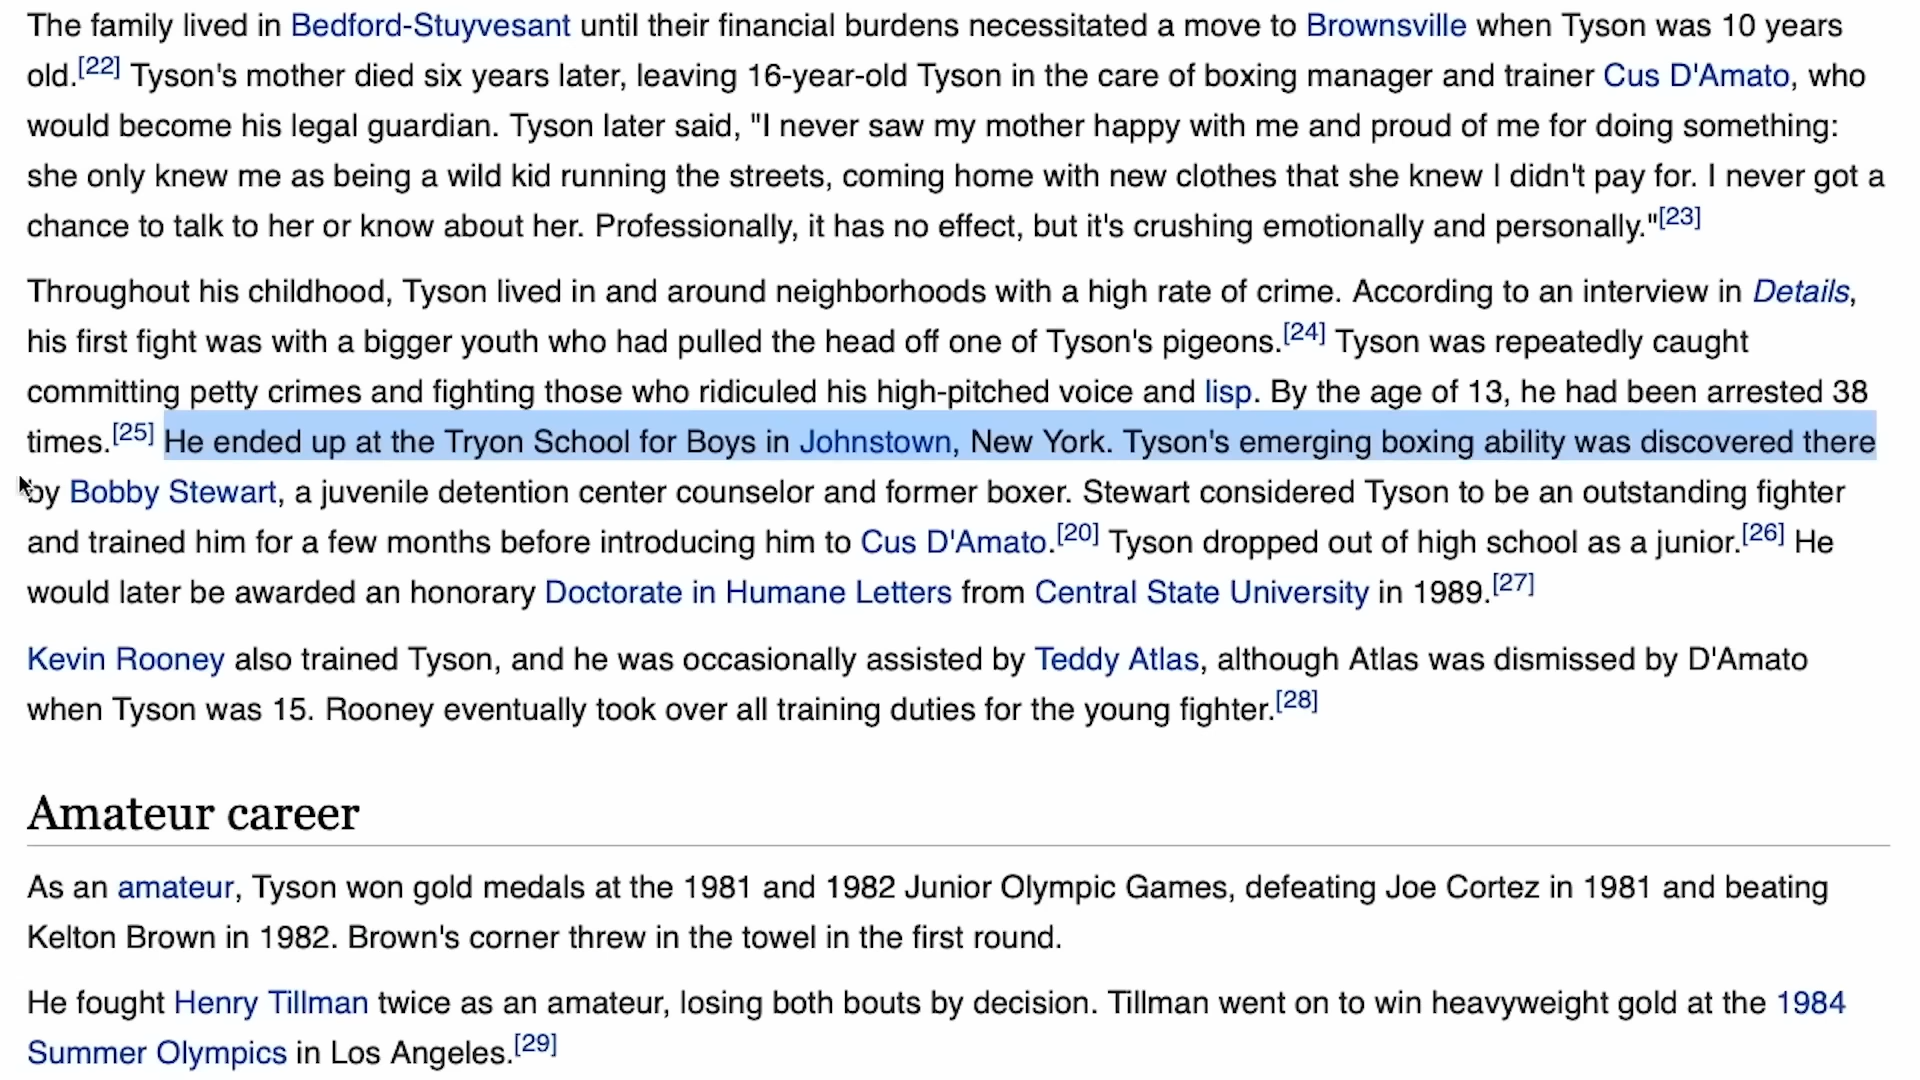 The family lived in Bedford-Stuyvesant until their financial burdens necessitated a move to Brownsville when Tyson was 10 years
old.[22] Tyson's mother died six years later, leaving 16-year-old Tyson in the care of boxing manager and trainer Cus D'Amato, who
would become his legal guardian. Tyson later said, "I never saw my mother happy with me and proud of me for doing something:
she only knew me as being a wild kid running the streets, coming home with new clothes that she knew I didn't pay for. I never got a
chance to talk to her or know about her. Professionally, it has no effect, but it's crushing emotionally and personally."[23]
Throughout his childhood, Tyson lived in and around neighborhoods with a high rate of crime. According to an interview in Details,
his first fight was with a bigger youth who had pulled the head off one of Tyson's pigeons.[24] Tyson was repeatedly caught
committing petty crimes and fighting those who ridiculed his high-pitched voice and lisp. By the age of 13, he had been arrested 38
times.[25] He ended up at the Tryon School for Boys in Johnstown, New York. Tyson's emerging boxing ability was discovered there
by Bobby Stewart, a juvenile detention center counselor and former boxer. Stewart considered Tyson to be an outstanding fighter
and trained him for a few months before introducing him to Cus D'Amato.[20] Tyson dropped out of high school as a junior.[26] He
would later be awarded an honorary Doctorate in Humane Letters from Central State University in 1989.[27]
Kevin Rooney also trained Tyson, and he was occasionally assisted by Teddy Atlas, although Atlas was dismissed by D'Amato
when Tyson was 15. Rooney eventually took over all training duties for the young fighter.[28]
Amateur career
As an amateur, Tyson won gold medals at the 1981 and 1982 Junior Olympic Games, defeating Joe Cortez in 1981 and beating
Kelton Brown in 1982. Brown's corner threw in the towel in the first round.
He fought Henry Tillman twice as an amateur, losing both bouts by decision. Tillman went on to win heavyweight gold at the 1984
Summer Olympics in Los Angeles.[29]